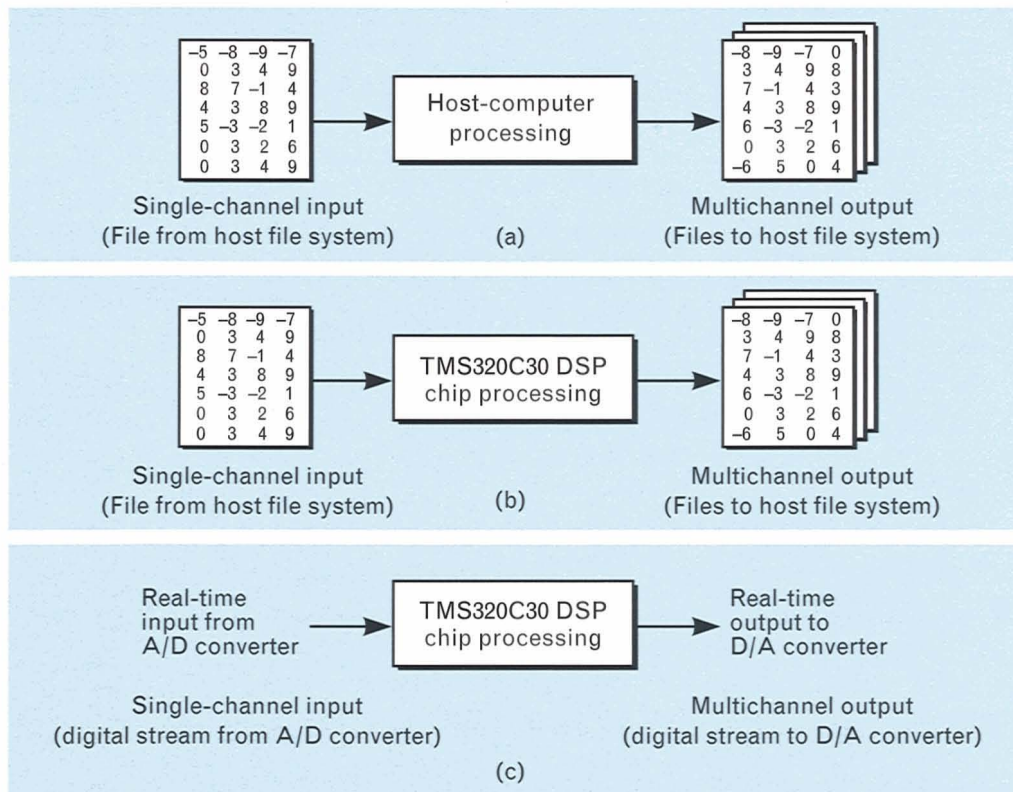 –5 –8 –9 –7
0 3 4 9
8 7 –1 4
4 3 8 9
5 –3 –2 1
0 3 2 6
0 3 4 9
Host-computer
processing
–8 –9 –7 0
3 4 9 8
7 –1 4 3
4 3 8 9
6 –3 –2 1
0 3 2 6
–6 5 0 4
Single-channel input
(File from host file system)
(a)
Multichannel output
(Files to host file system)
–5 –8 –9 –7
0 3 4 9
8 7 –1 4
4 3 8 9
5 –3 –2 1
0 3 2 6
0 3 4 9
TMS320C30 DSP
chip processing
–8 –9 –7 0
3 4 9 8
7 –1 4 3
4 3 8 9
6 –3 –2 1
0 3 2 6
–6 5 0 4
Single-channel input
(File from host file system)
(b)
Multichannel output
(Files to host file system)
Real-time
input from
A/D converter
TMS320C30 DSP
chip processing
Real-time
output to
D/A converter
Single-channel input
(digital stream from A/D converter)
Multichannel output
(digital stream to D/A converter)
(c)